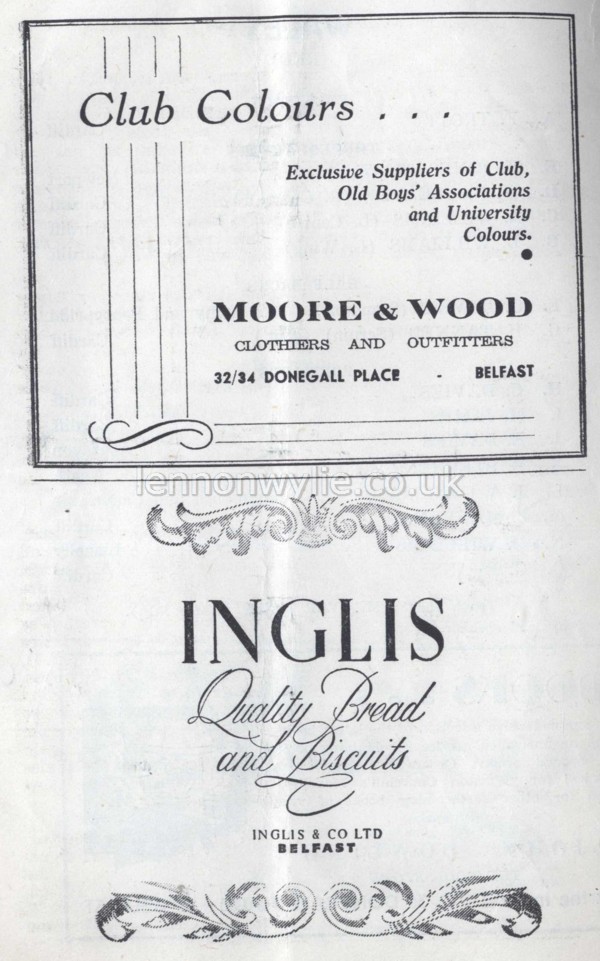 Club Colours . . .
Exclusive Suppliers of Club,
Old Boys' Associations
and University
Colours.
MOORE & WOOD
CLOTHIERS AND OUTFITTERS
32/34 DONEGALL PLACE - BELFAST
lennonwylie.co.uk
INGLIS
Quality Bread
and Biscuits
INGLIS & CO LTD
BELFAST